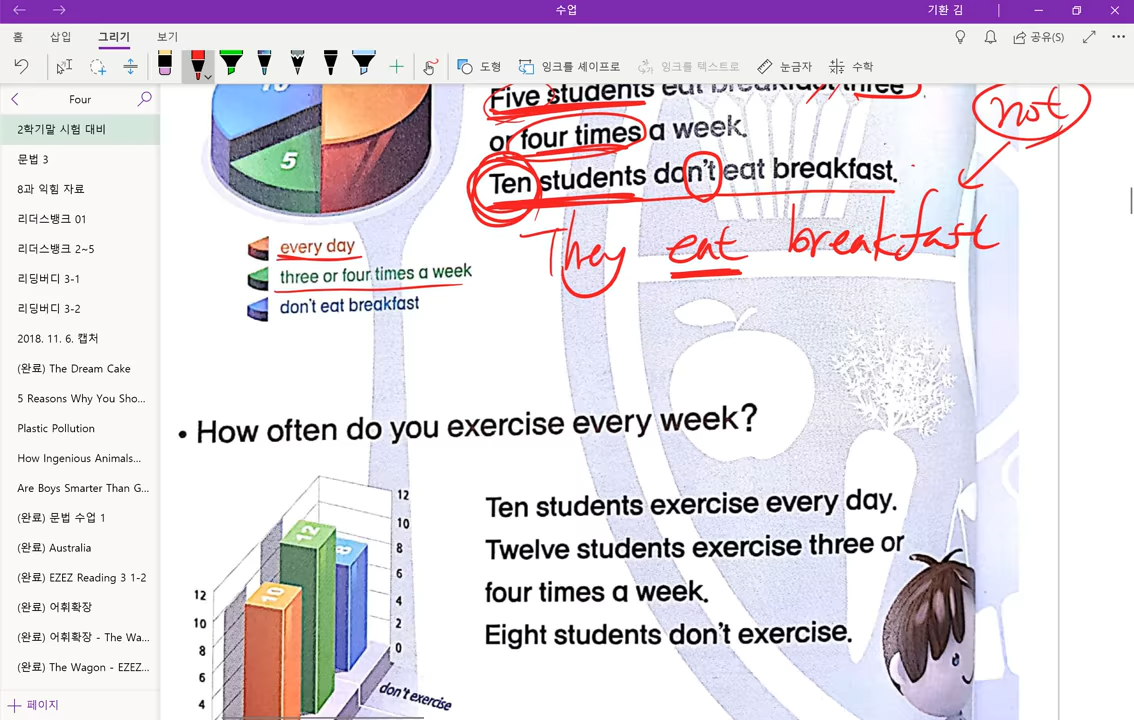 수업
기환 김
홈 삽입 그리기 보기
공유(S)
도형 잉크를 셰이프로 잉크를 텍스트로 눈금자 수학
Four
2학기말 시험 대비
문법 3
8과 익힘 자료
리더스뱅크 01
리더스뱅크 2~5
리딩버디 3-1
리딩버디 3-2
2018. 11. 6. 캡처
(완료) The Dream Cake
5 Reasons Why You Sho...
Plastic Pollution
How Ingenious Animals...
Are Boys Smarter Than G...
(완료) 문법 수업 1
(완료) Australia
(완료) EZEZ Reading 3 1-2
(완료) 어휘확장
(완료) 어휘확장 - The Wa...
(완료) The Wagon - EZEZ...
페이지
10
5
every day
three or four times a week
don't eat breakfast
Five students eat breakfast three
or four times a week.
Ten students don't eat breakfast.
not
They eat breakfast
• How often do you exercise every week?
12
10
8
6
4
2
0
12
10
8
6
4
10
12
8
don't exercise
Ten students exercise every day.
Twelve students exercise three or
four times a week.
Eight students don't exercise.